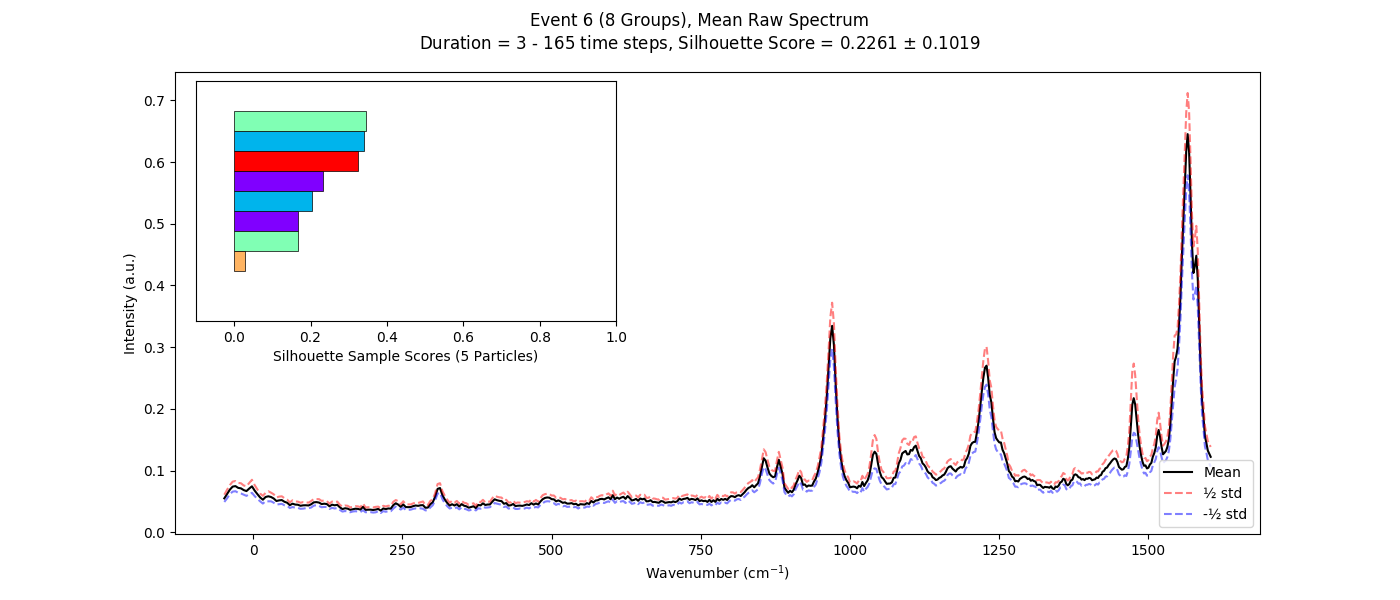 Event 6 (8 Groups), Mean Raw Spectrum
Duration = 3 - 165 time steps, Silhouette Score = 0.2261 ± 0.1019
Intensity (a.u.)
0.7
0.6
0.5
0.4
0.3
0.2
0.1
0.0
0.0 0.2 0.4 0.6 0.8 1.0
Silhouette Sample Scores (5 Particles)
Mean
½ std
-½ std
0 250 500 750 1000 1250 1500
Wavenumber (cm⁻¹)